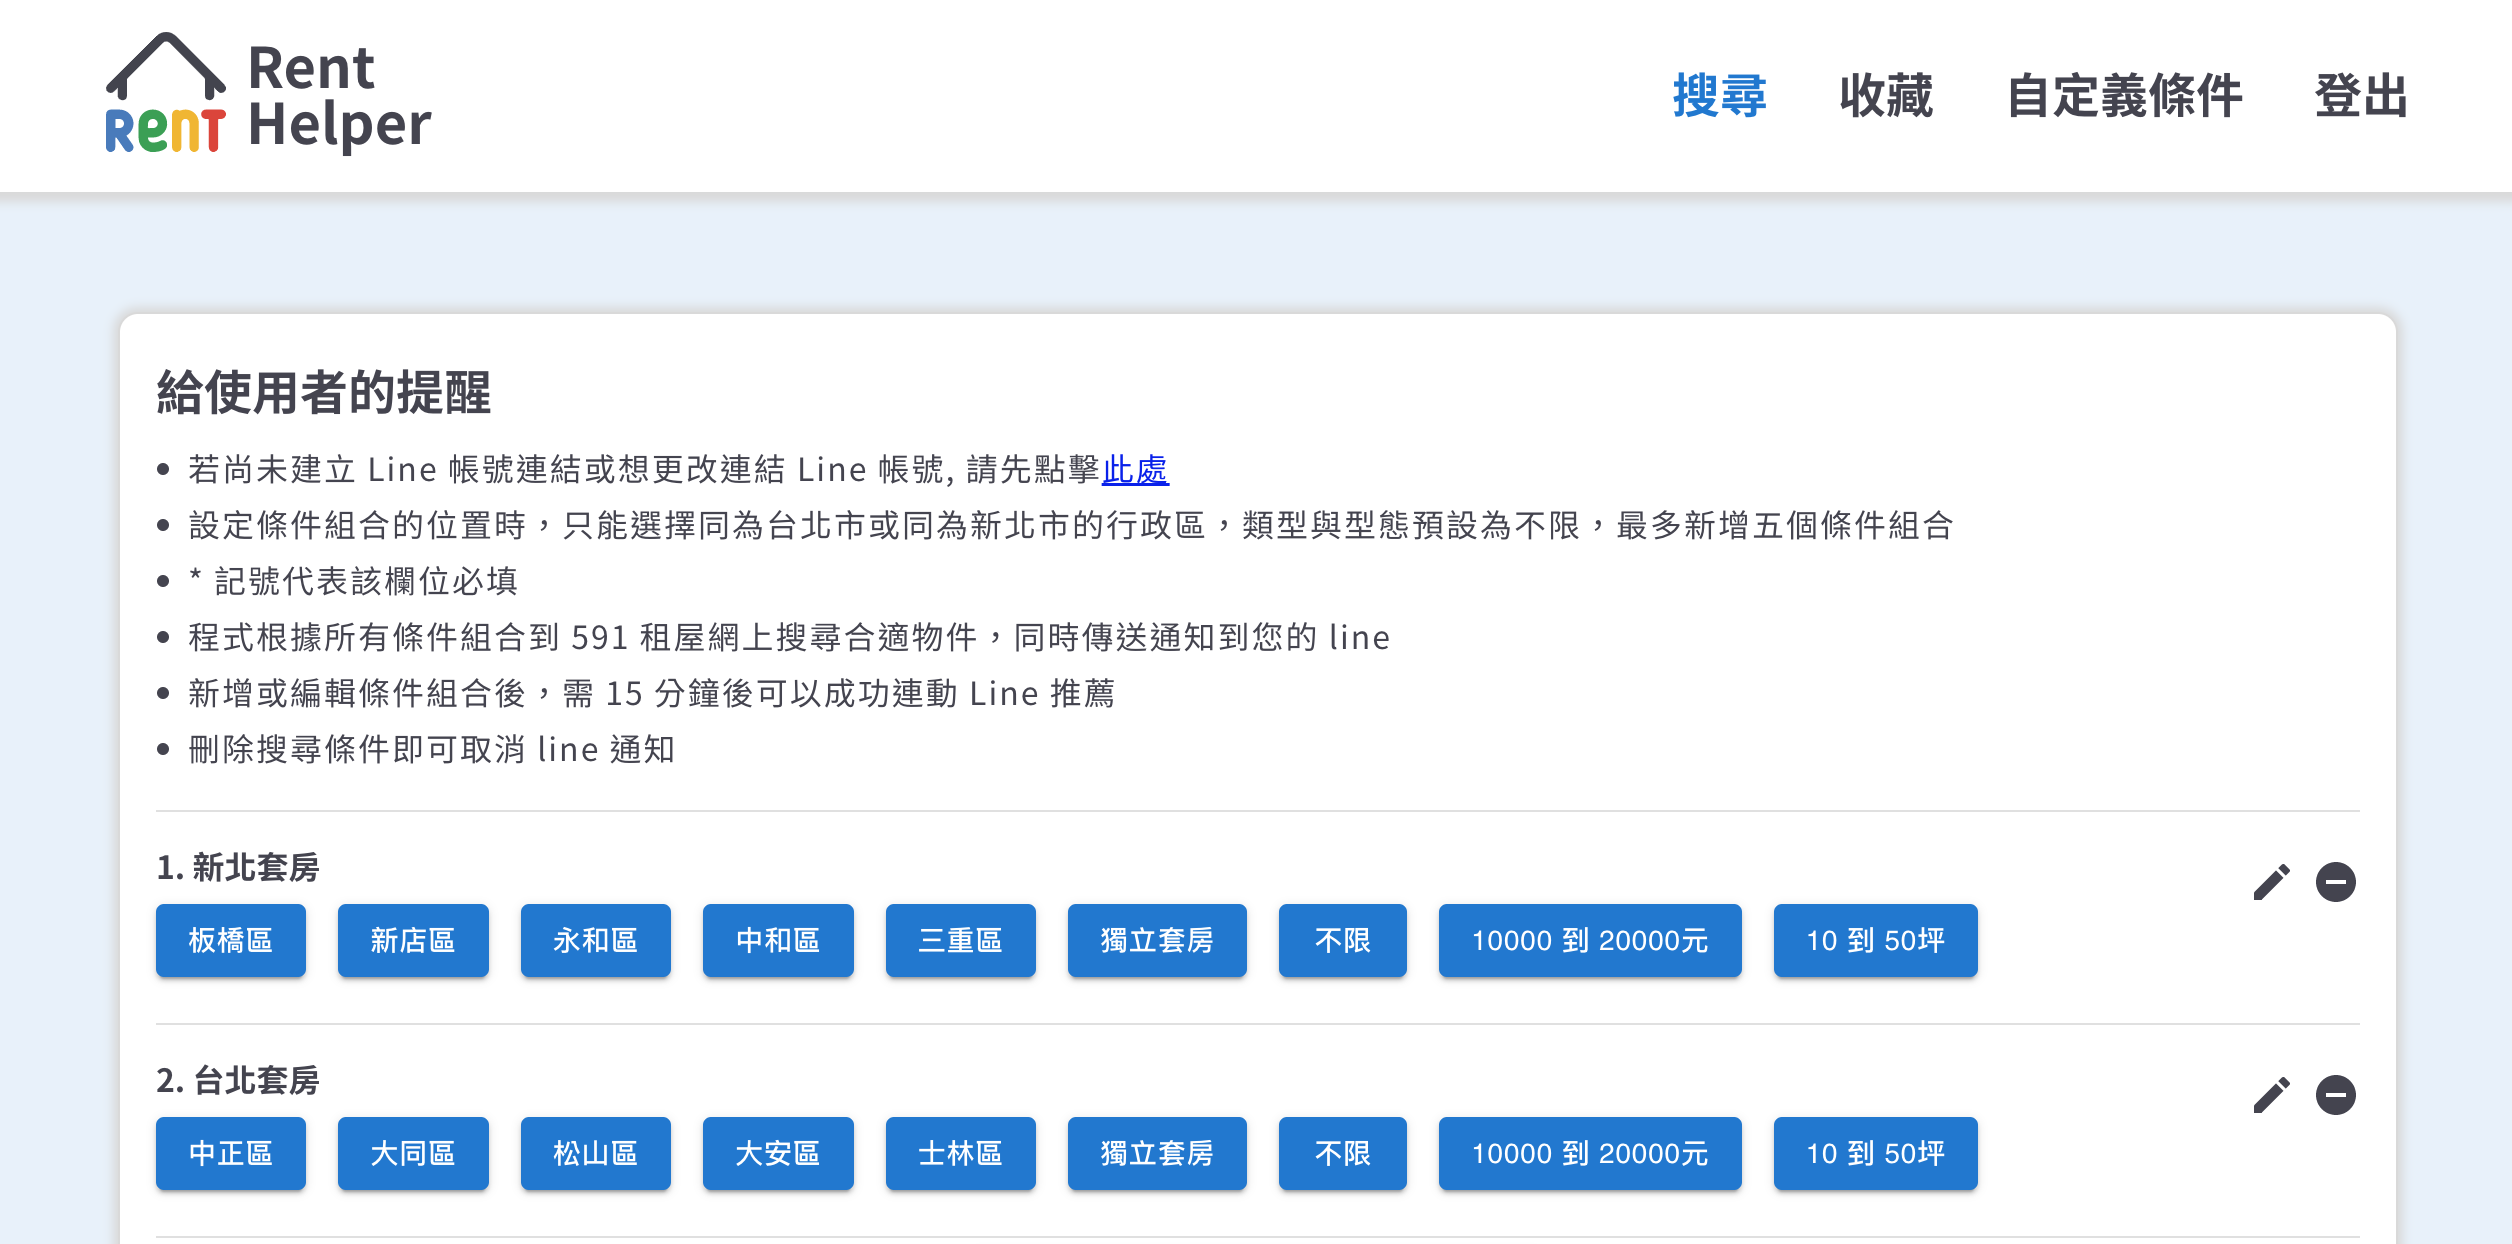 Rent
Rent
Helper
搜尋 收藏 自定義條件 登出
給使用者的提醒
若尚未建立 Line 帳號連結或想更改連結 Line 帳號, 請先點擊此處
設定條件組合的位置時，只能選擇同為台北市或同為新北市的行政區，類型與型態預設為不限，最多新增五個條件組合
* 記號代表該欄位必填
程式根據所有條件組合到 591 租屋網上搜尋合適物件，同時傳送通知到您的 line
新增或編輯條件組合後，需 15 分鐘後可以成功連動 Line 推薦
刪除搜尋條件即可取消 line 通知
1. 新北套房
板橋區 新店區 永和區 中和區 三重區 獨立套房 不限 10000 到 20000元 10 到 50坪
2. 台北套房
中正區 大同區 松山區 大安區 士林區 獨立套房 不限 10000 到 20000元 10 到 50坪